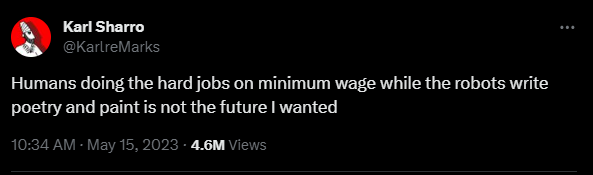 Karl Sharro
@KarlreMarks
Humans doing the hard jobs on minimum wage while the robots write
poetry and paint is not the future I wanted
10:34 AM · May 15, 2023 · 4.6M Views